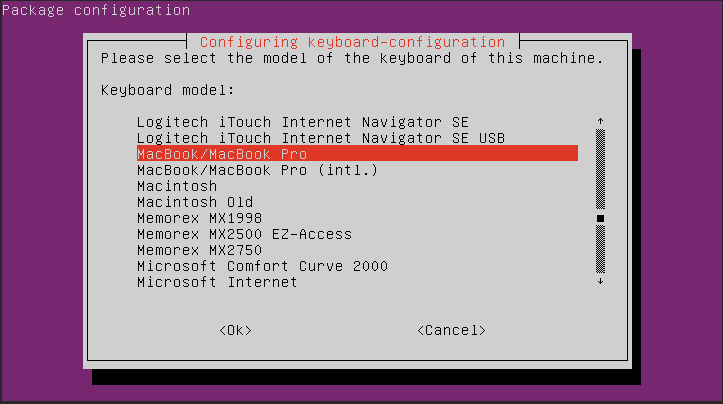 Package configuration
Configuring keyboard-configuration
Please select the model of the keyboard of this machine.
Keyboard model:
Logitech iTouch Internet Navigator SE
Logitech iTouch Internet Navigator SE USB
MacBook/MacBook Pro
MacBook/MacBook Pro (intl.)
Macintosh
Macintosh Old
Memorex MX1998
Memorex MX2500 EZ-Access
Memorex MX2750
Microsoft Comfort Curve 2000
Microsoft Internet
<Ok> <Cancel>